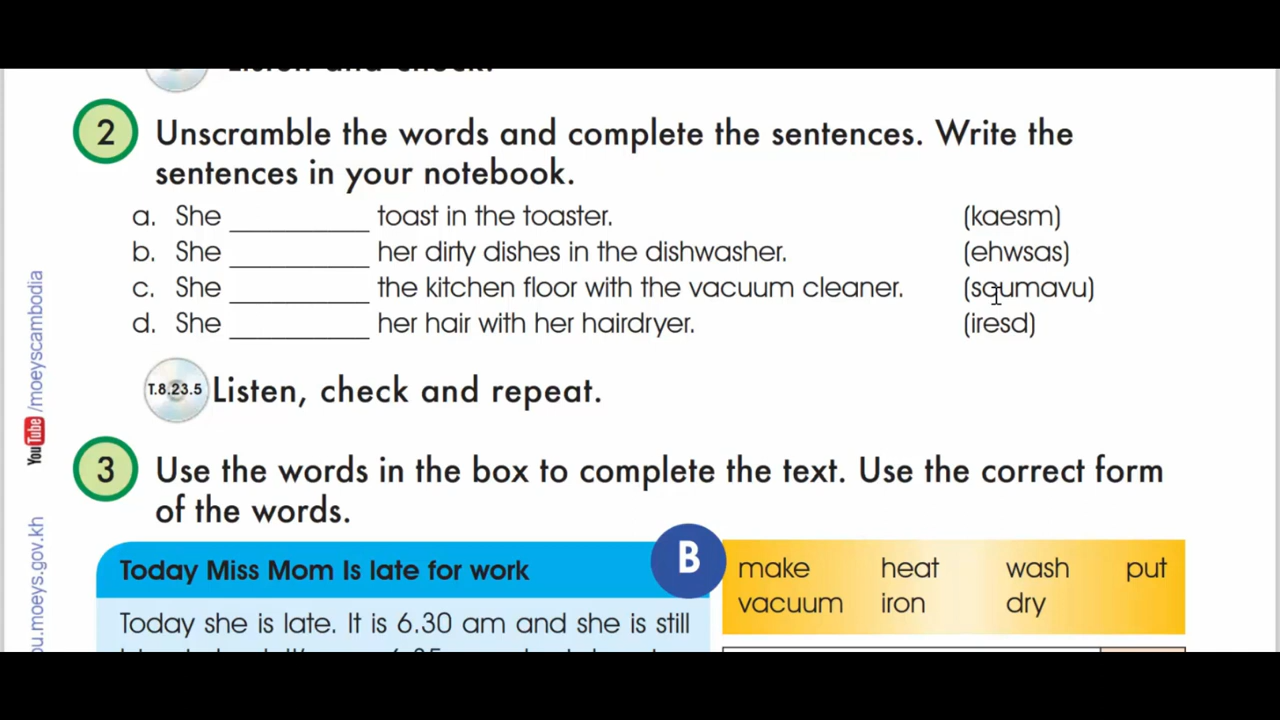 Listen and check.
2 Unscramble the words and complete the sentences. Write the
sentences in your notebook.
a. She __________ toast in the toaster. (kaesm)
b. She __________ her dirty dishes in the dishwasher. (ehwsas)
c. She __________ the kitchen floor with the vacuum cleaner. (scumavu)
d. She __________ her hair with her hairdryer. (iresd)
T.8.23.5 Listen, check and repeat.
3 Use the words in the box to complete the text. Use the correct form
of the words.
Today Miss Mom Is late for work
B
Today she is late. It is 6.30 am and she is still
make heat wash put
vacuum iron dry
YouTube /moeyscambodia
ou.moeys.gov.kh